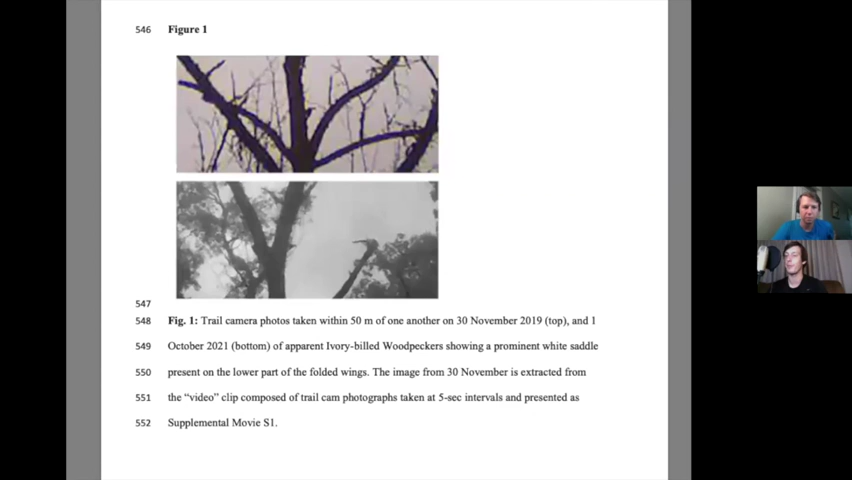 546 Figure 1
547
548 Fig. 1: Trail camera photos taken within 50 m of one another on 30 November 2019 (top), and 1
549 October 2021 (bottom) of apparent Ivory-billed Woodpeckers showing a prominent white saddle
550 present on the lower part of the folded wings. The image from 30 November is extracted from
551 the “video” clip composed of trail cam photographs taken at 5-sec intervals and presented as
552 Supplemental Movie S1.